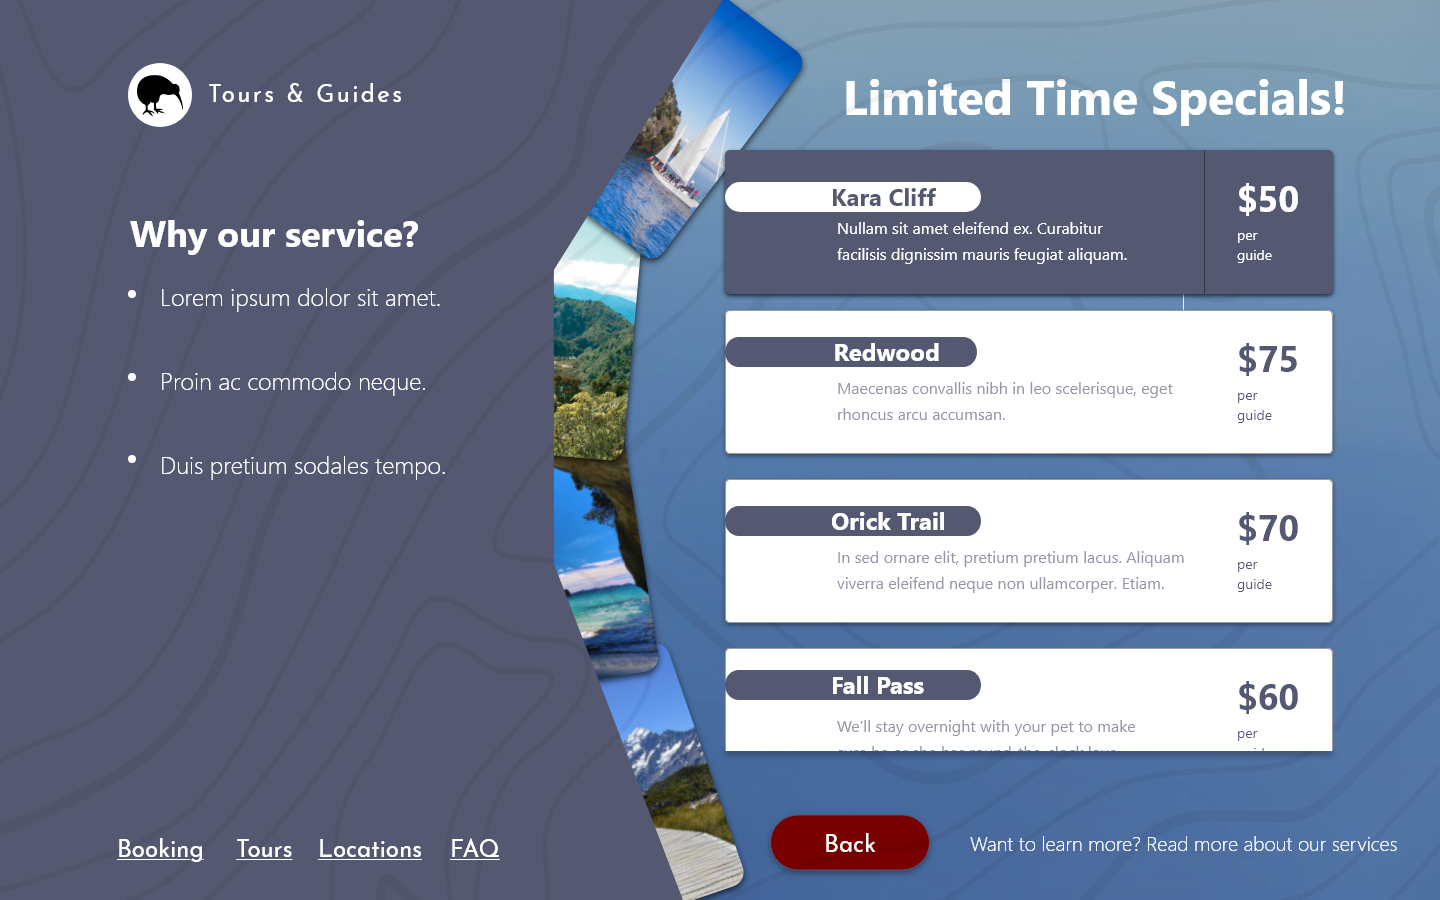 Tours & Guides
Why our service?
Lorem ipsum dolor sit amet.
Proin ac commodo neque.
Duis pretium sodales tempo.
Booking Tours Locations FAQ
Limited Time Specials!
Kara Cliff
Nullam sit amet eleifend ex. Curabitur
facilisis dignissim mauris feugiat aliquam.
$50
per
guide
Redwood
Maecenas convallis nibh in leo scelerisque, eget
rhoncus arcu accumsan.
$75
per
guide
Orick Trail
In sed ornare elit, pretium pretium lacus. Aliquam
viverra eleifend neque non ullamcorper. Etiam.
$70
per
guide
Fall Pass
We’ll stay overnight with your pet to make
$60
per
Back
Want to learn more? Read more about our services